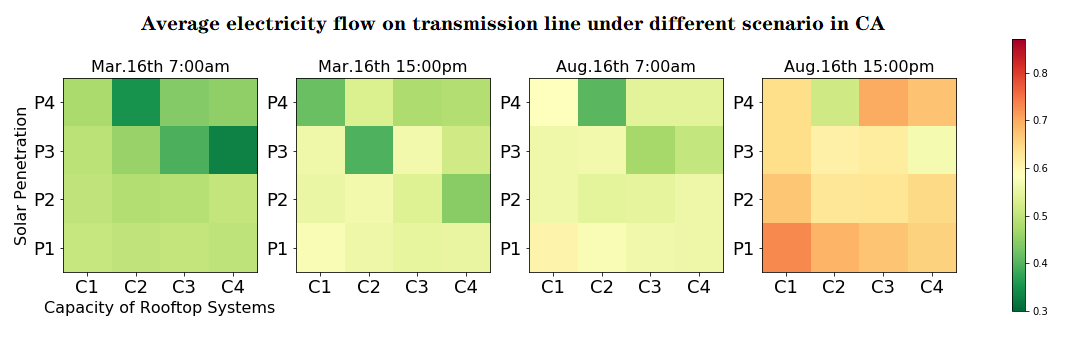 Average electricity flow on transmission line under different scenario in CA
Mar.16th 7:00am
Mar.16th 15:00pm
Aug.16th 7:00am
Aug.16th 15:00pm
Solar Penetration
P4
P3
P2
P1
C1 C2 C3 C4
Capacity of Rooftop Systems
P4
P3
P2
P1
C1 C2 C3 C4
P4
P3
P2
P1
C1 C2 C3 C4
P4
P3
P2
P1
C1 C2 C3 C4
0.8
0.7
0.6
0.5
0.4
0.3